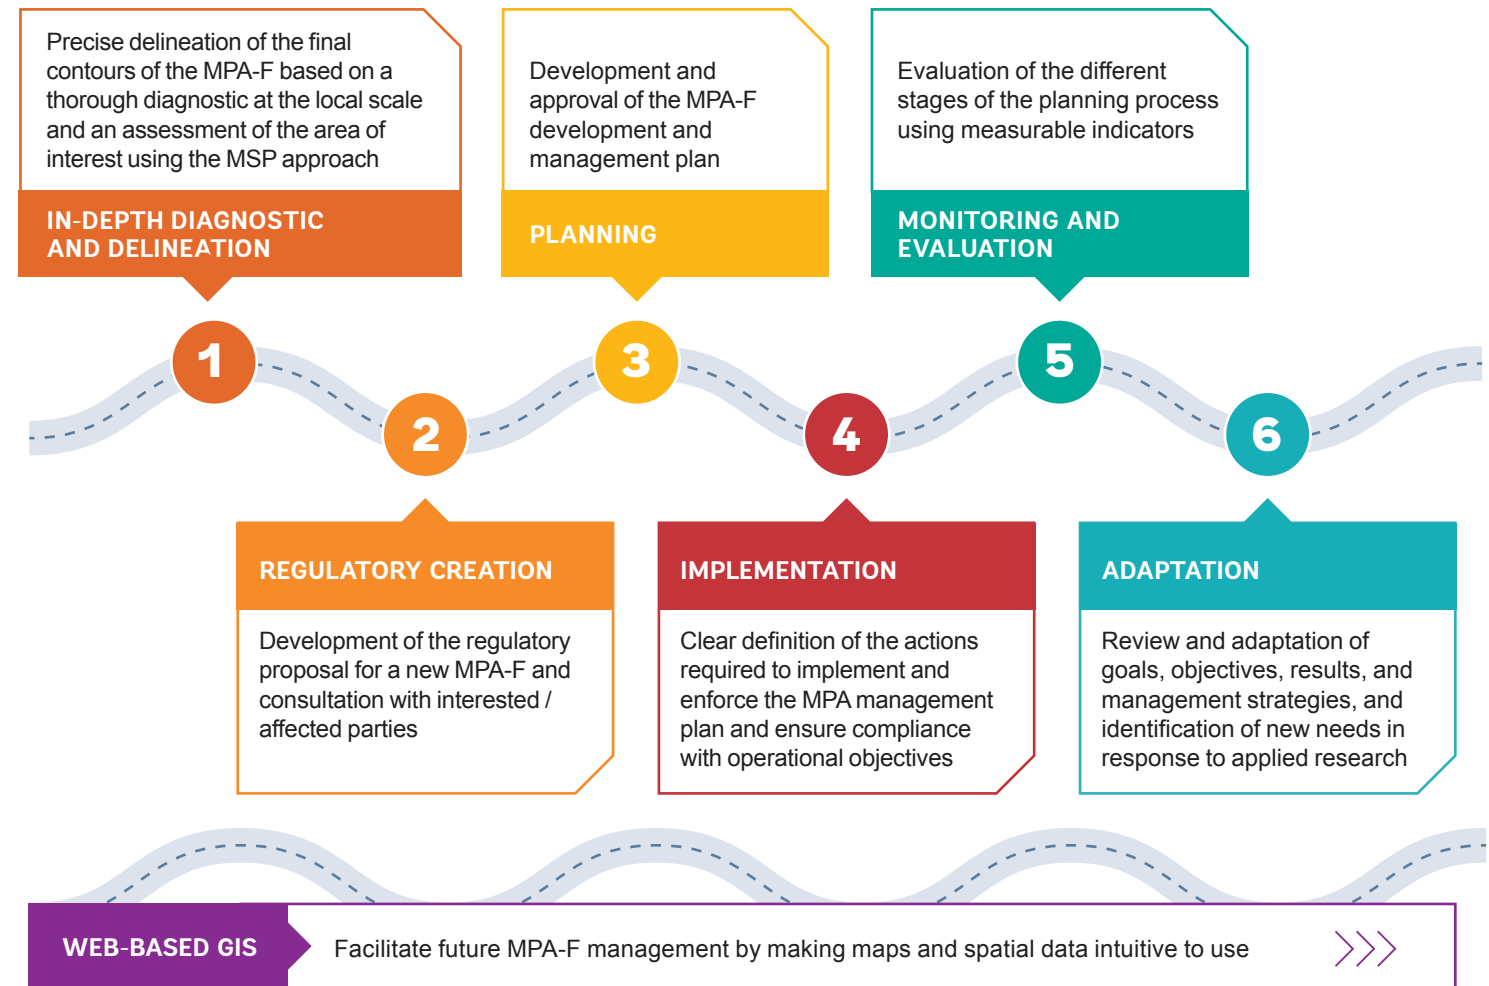 Precise delineation of the final
contours of the MPA-F based on a
thorough diagnostic at the local scale
and an assessment of the area of
interest using the MSP approach
IN-DEPTH DIAGNOSTIC
AND DELINEATION
Development and
approval of the MPA-F
development and
management plan
PLANNING
Evaluation of the different
stages of the planning process
using measurable indicators
MONITORING AND
EVALUATION
1
3
5
2
4
6
REGULATORY CREATION
Development of the regulatory
proposal for a new MPA-F and
consultation with interested /
affected parties
IMPLEMENTATION
Clear definition of the actions
required to implement and
enforce the MPA management
plan and ensure compliance
with operational objectives
ADAPTATION
Review and adaptation of
goals, objectives, results, and
management strategies, and
identification of new needs in
response to applied research
WEB-BASED GIS
Facilitate future MPA-F management by making maps and spatial data intuitive to use